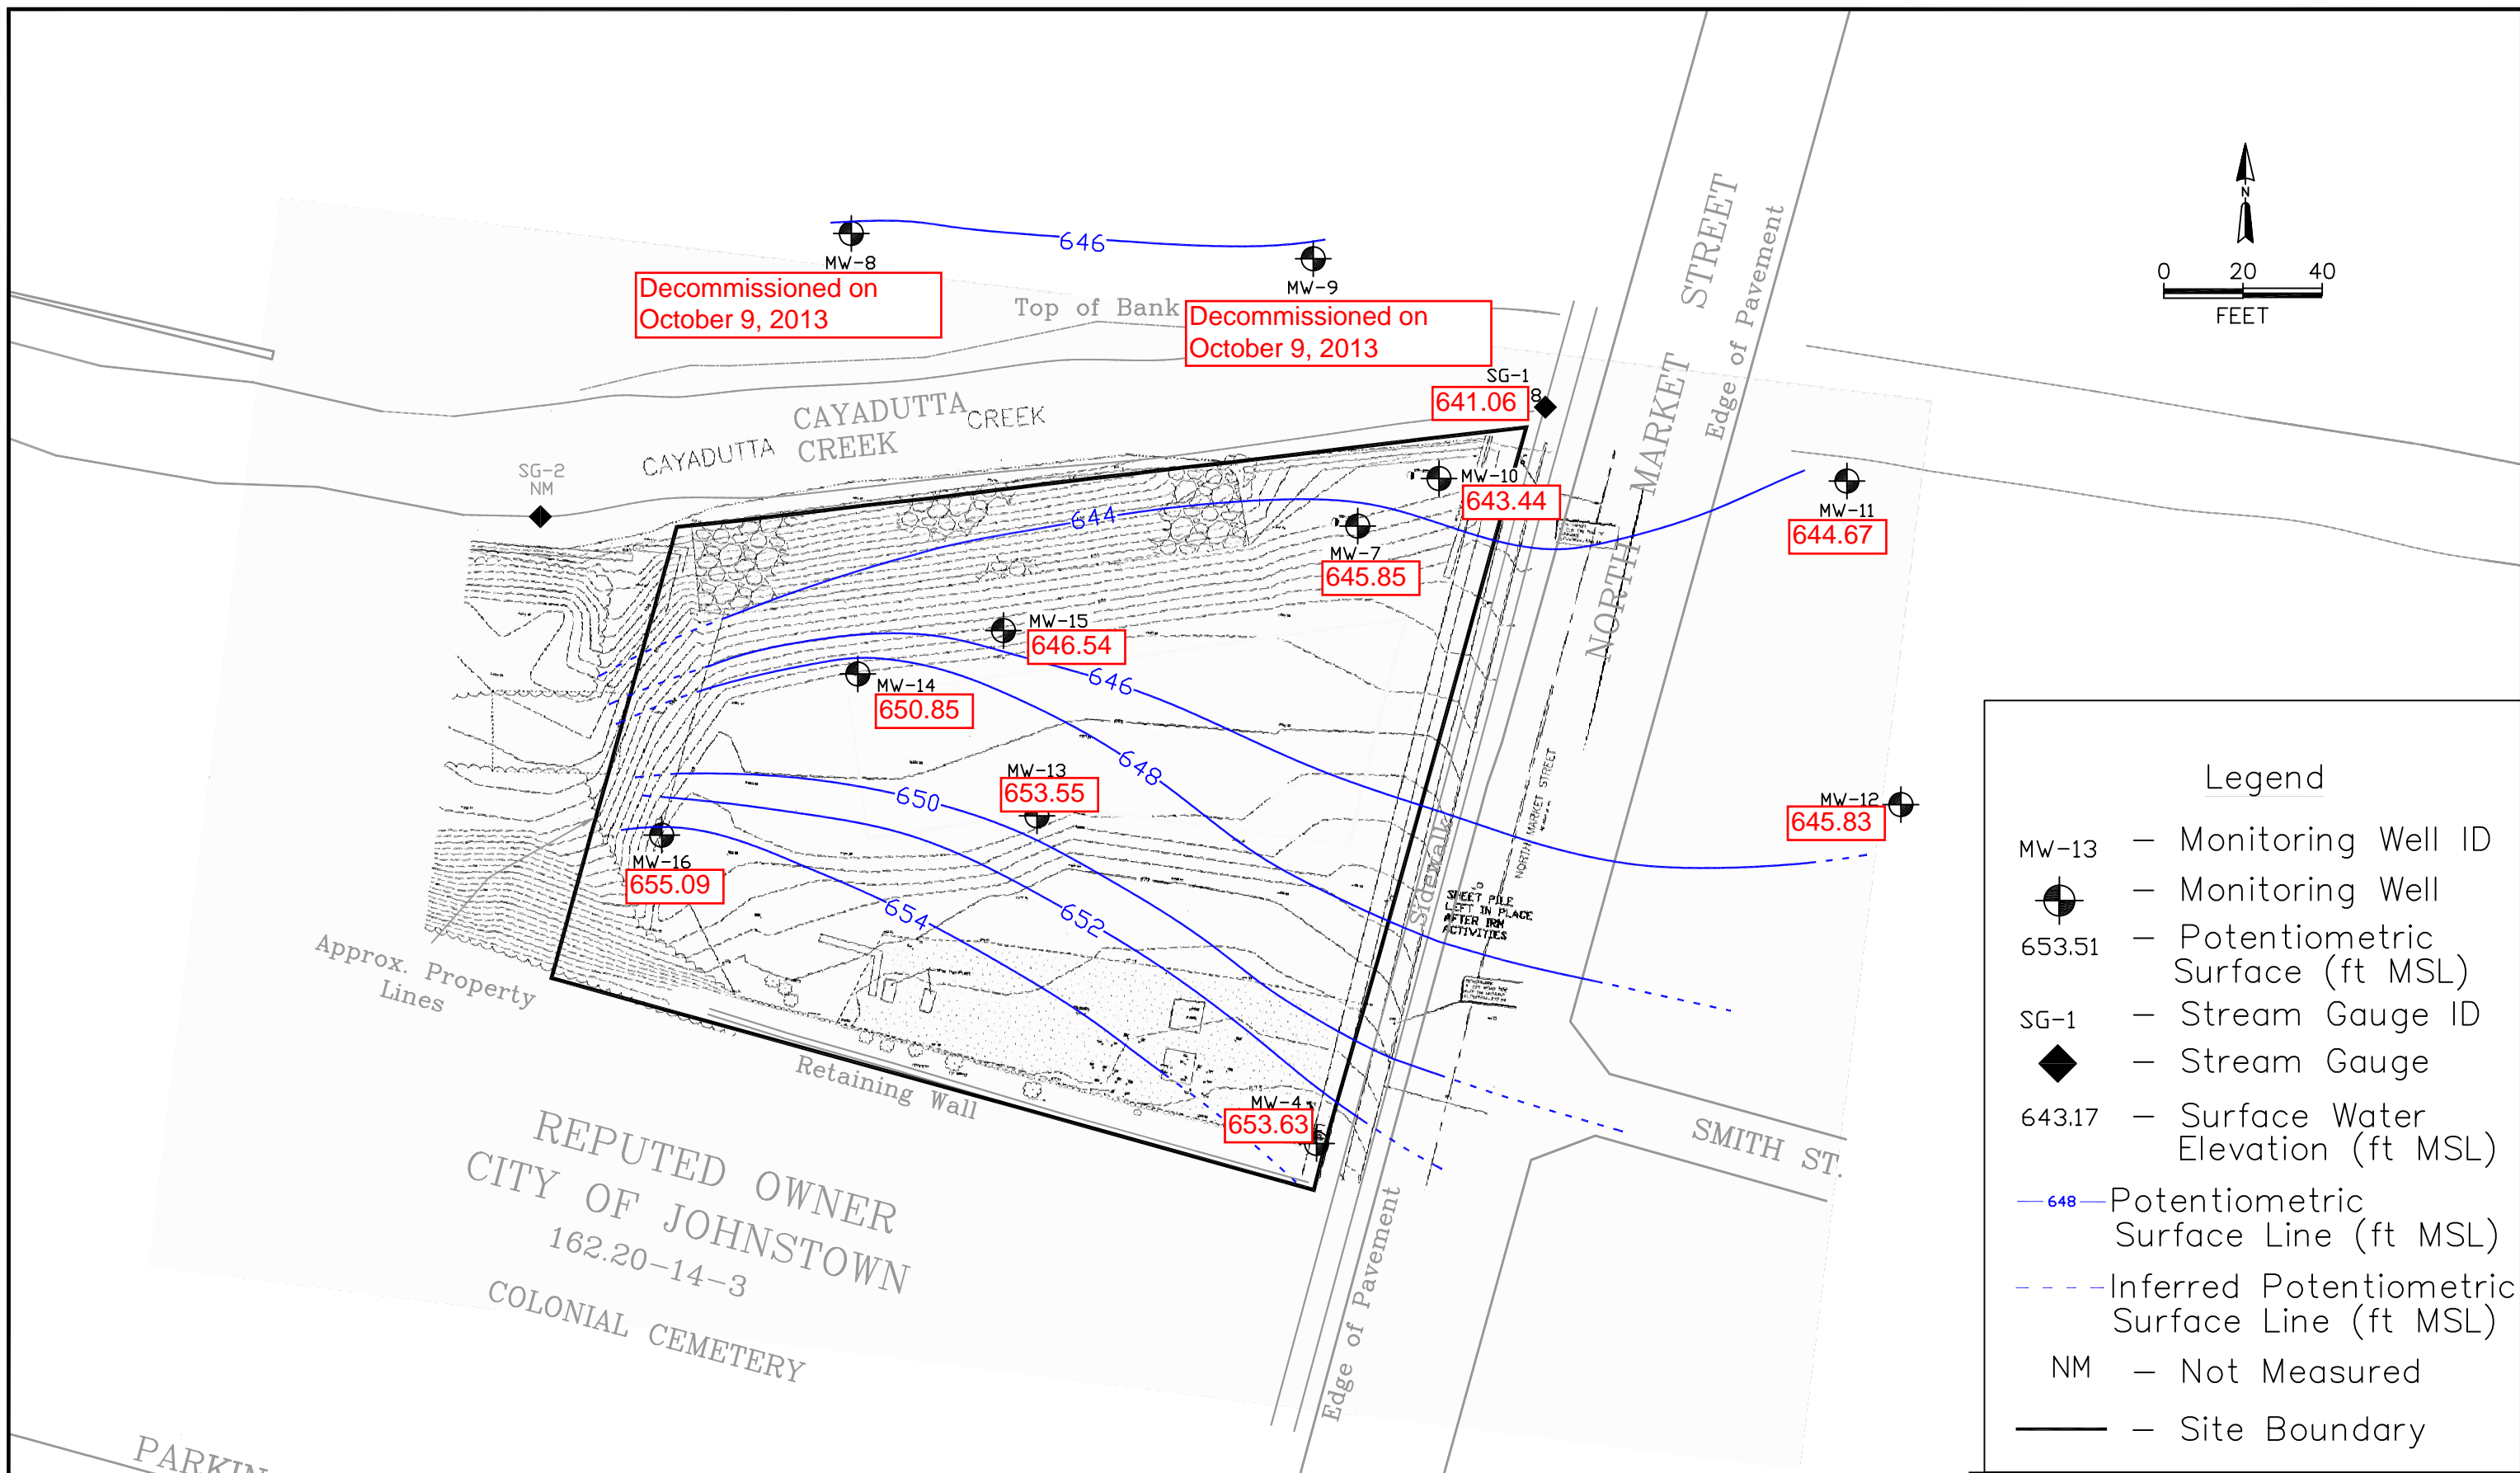 646
MW-8
MW-9
Decommissioned on
October 9, 2013
Decommissioned on
October 9, 2013
Top of Bank
N
0 20 40
FEET
NORTH MARKET STREET
Edge of Pavement
SG-1
641.06
8
CAYADUTTA
CREEK
CAYADUTTA CREEK
SG-2
NM
MW-10
643.44
644
MW-7
645.85
MW-11
644.67
MW-15
646.54
646
MW-14
650.85
648
MW-13
653.55
650
MW-12
645.83
MW-16
655.09
654
652
NORTH MARKET STREET
Sidewalk
SHEET PILE
LEFT IN PLACE
AFTER IRM
ACTIVITIES
Approx. Property
Lines
Retaining Wall
MW-4
653.63
SMITH ST.
Edge of Pavement
REPUTED OWNER
CITY OF JOHNSTOWN
162.20-14-3
COLONIAL CEMETERY
PARKIN
Legend
MW-13 – Monitoring Well ID
– Monitoring Well
653.51 – Potentiometric
Surface (ft MSL)
SG-1 – Stream Gauge ID
– Stream Gauge
643.17 – Surface Water
Elevation (ft MSL)
648 Potentiometric
Surface Line (ft MSL)
Inferred Potentiometric
Surface Line (ft MSL)
NM – Not Measured
– Site Boundary